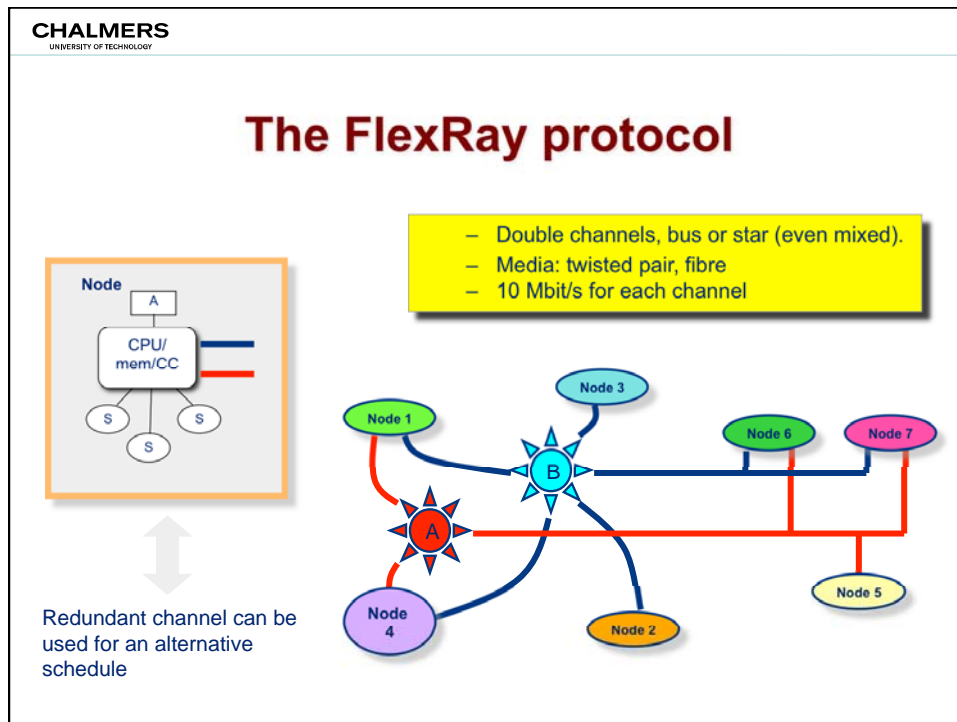 CHALMERS
UNIVERSITY OF TECHNOLOGY
The FlexRay protocol
– Double channels, bus or star (even mixed).
– Media: twisted pair, fibre
– 10 Mbit/s for each channel
Node
A
CPU/
mem/CC
S
S
S
Node 3
Node 1
Node 6
Node 7
B
A
Node 5
Node
4
Node 2
Redundant channel can be
used for an alternative
schedule